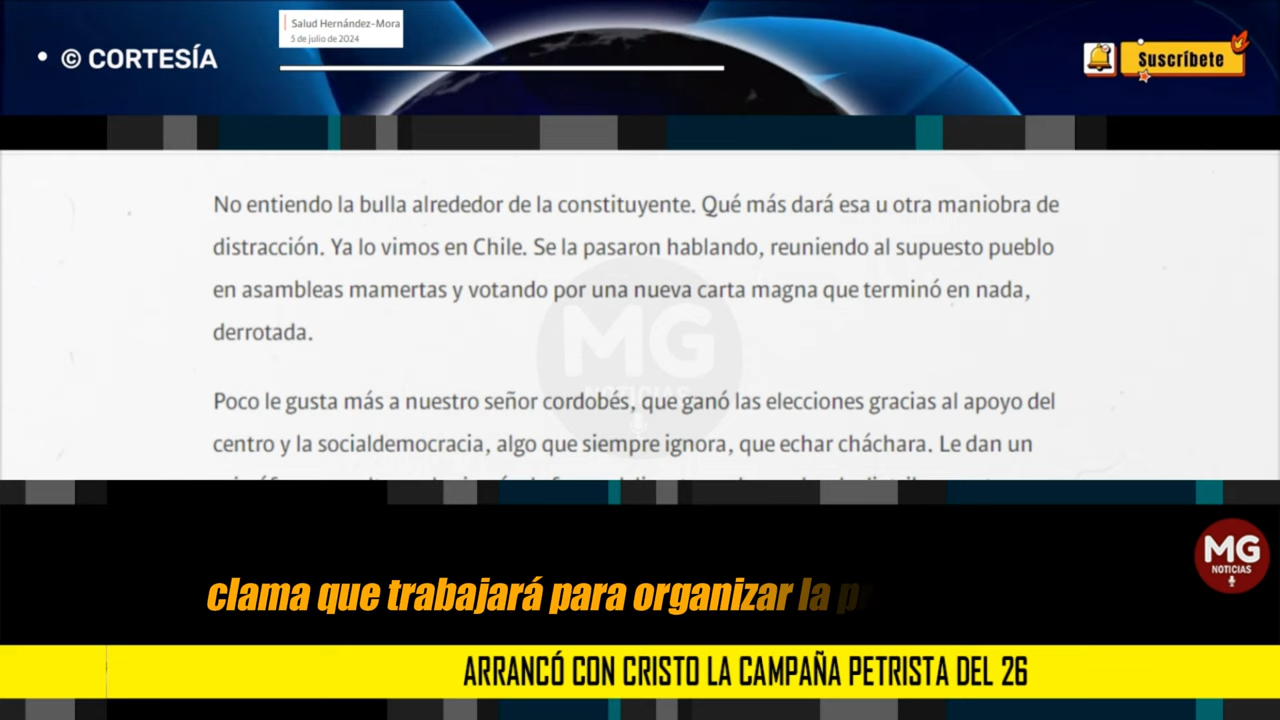 Salud Hernández-Mora
5 de julio de 2024
• © CORTESÍA
Suscríbete
No entiendo la bulla alrededor de la constituyente. Qué más dará esa u otra maniobra de
distracción. Ya lo vimos en Chile. Se la pasaron hablando, reuniendo al supuesto pueblo
en asambleas mamertas y votando por una nueva carta magna que terminó en nada,
derrotada.
Poco le gusta más a nuestro señor cordobés, que ganó las elecciones gracias al apoyo del
centro y la socialdemocracia, algo que siempre ignora, que echar cháchara. Le dan un
MG
NOTICIAS
clama que trabajará para organizar la
MG
NOTICIAS
ARRANCÓ CON CRISTO LA CAMPAÑA PETRISTA DEL 26